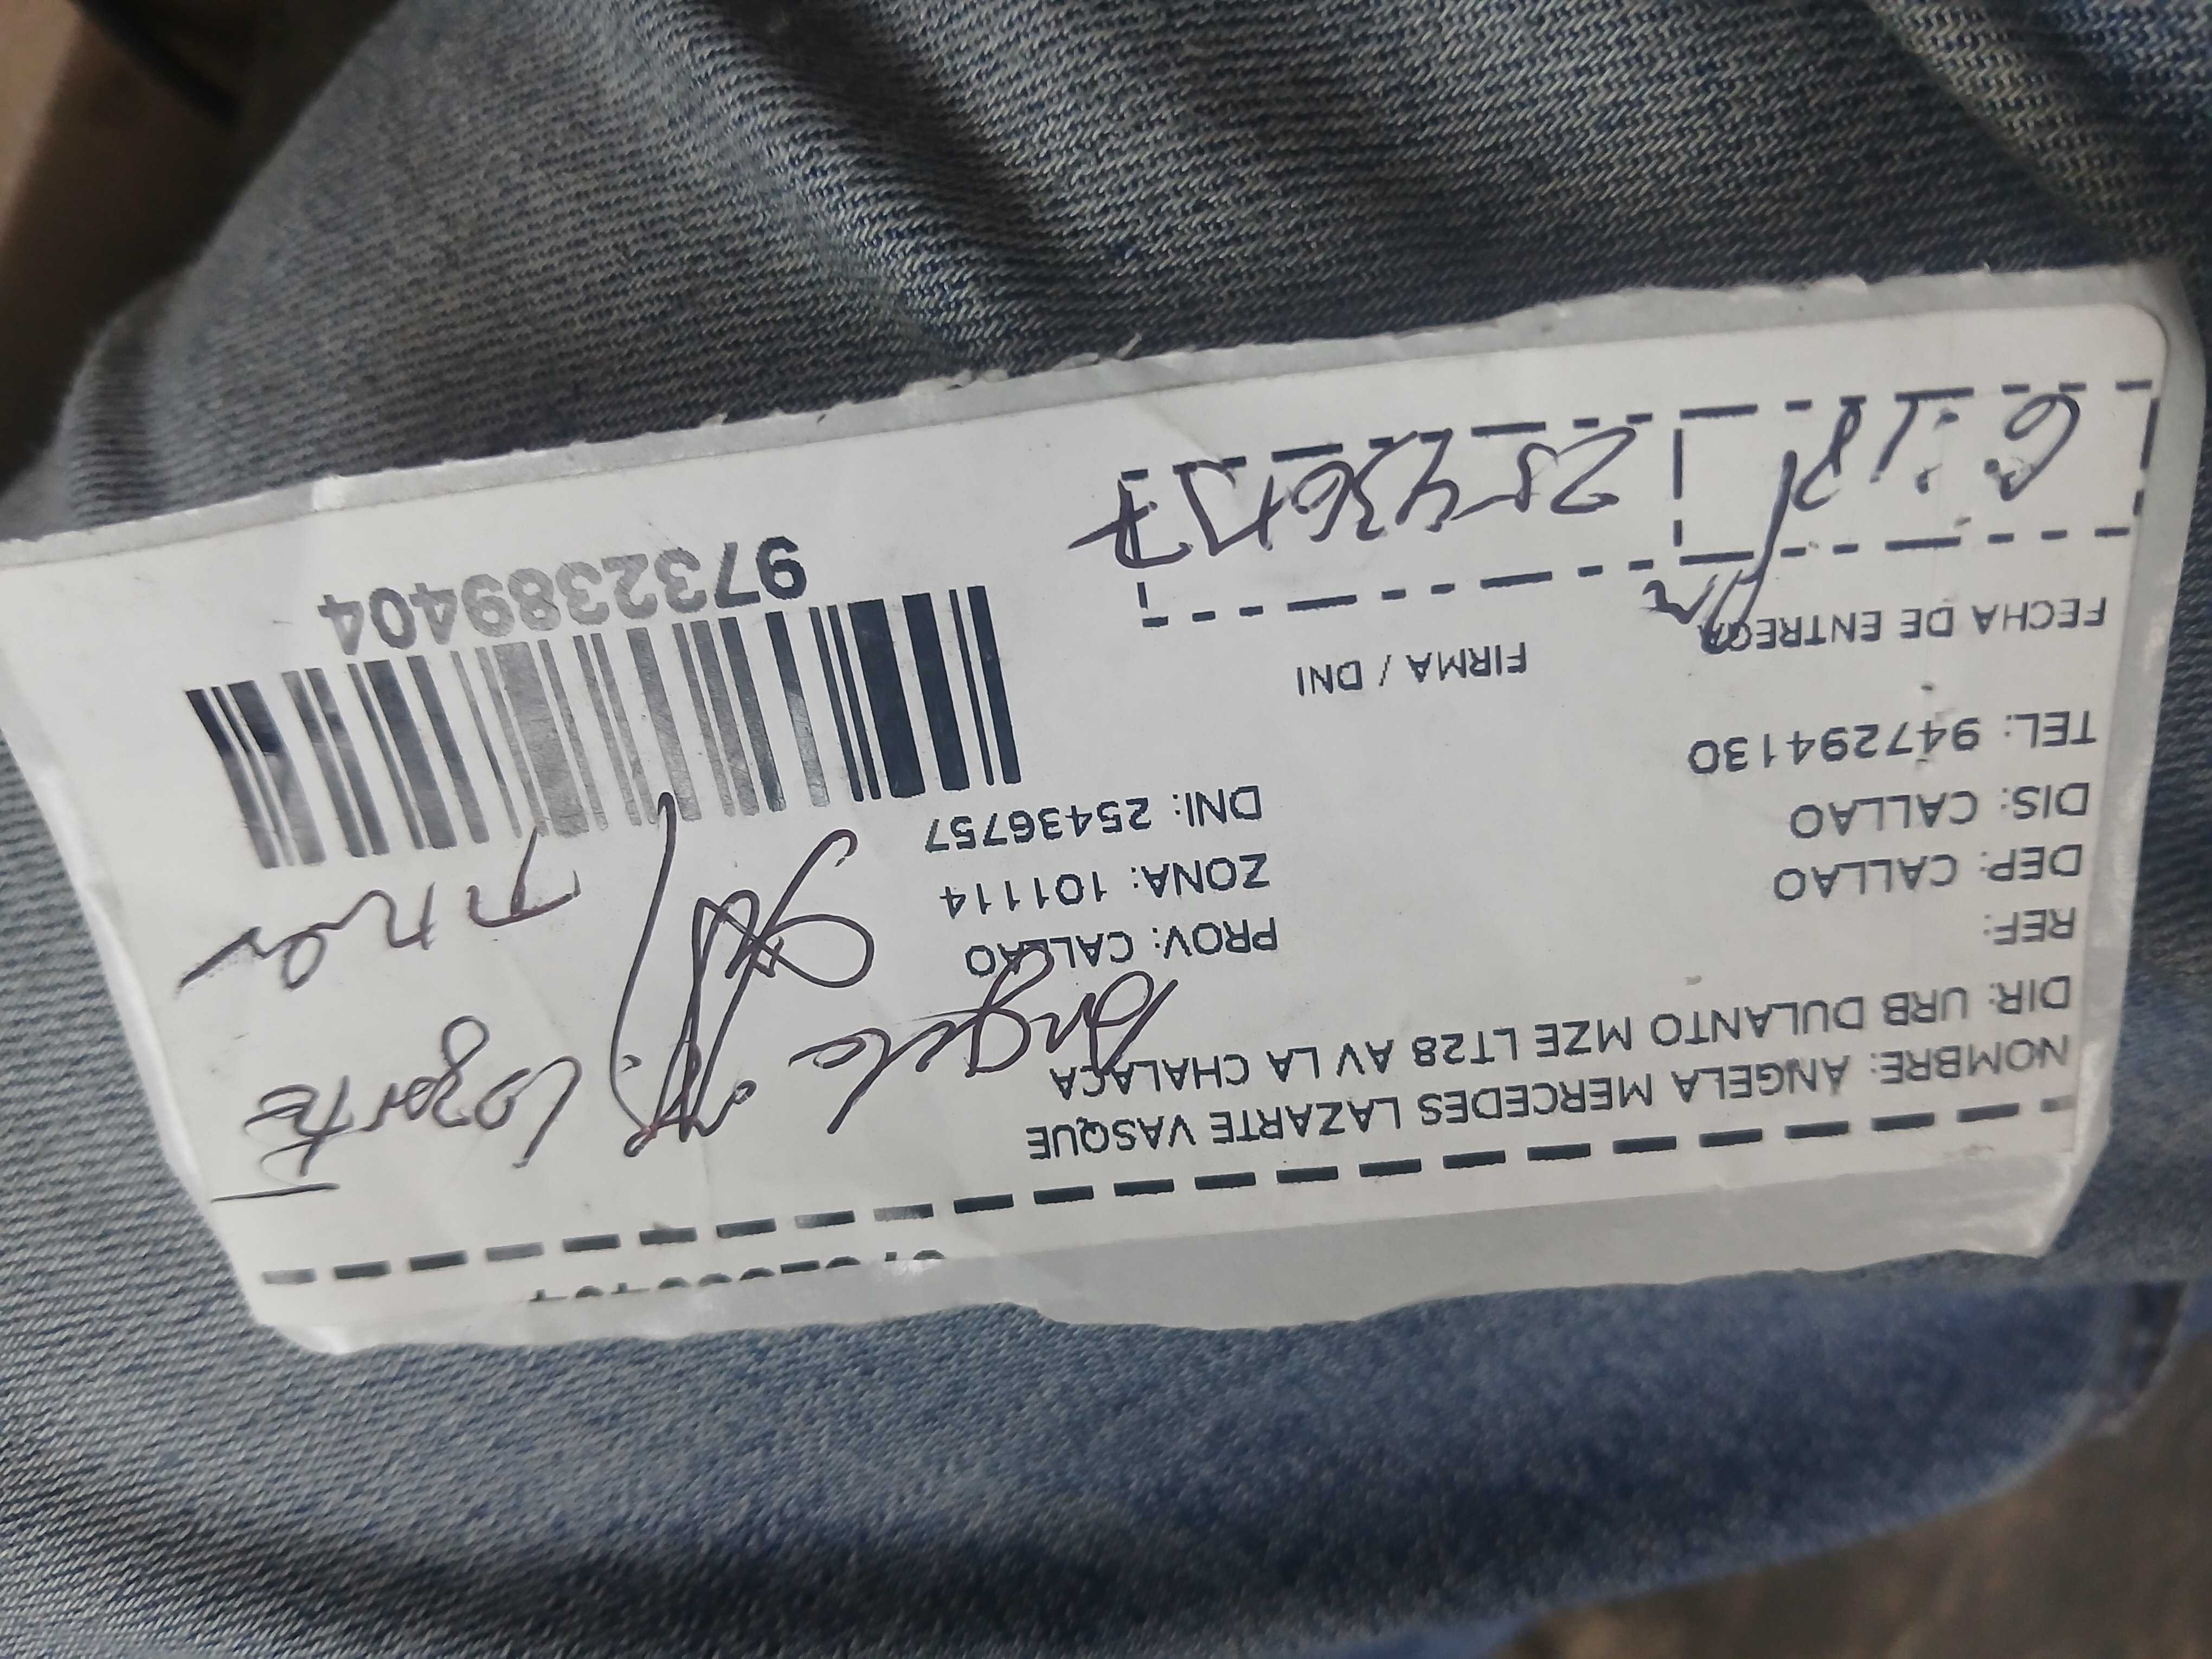 NOMBRE: ANGELA MERCEDES LAZARTE VASQUE
DIR: URB DULANTO MZE LT28 AV LA CHALACA
REF:
DEP: CALLAO PROV: CALLAO
DIS: CALLAO ZONA: 101114
TEL: 947294130 DNI: 25436757
Angela
Lazarte
FECHA DE ENTREGA FIRMA / DNI
9732389404